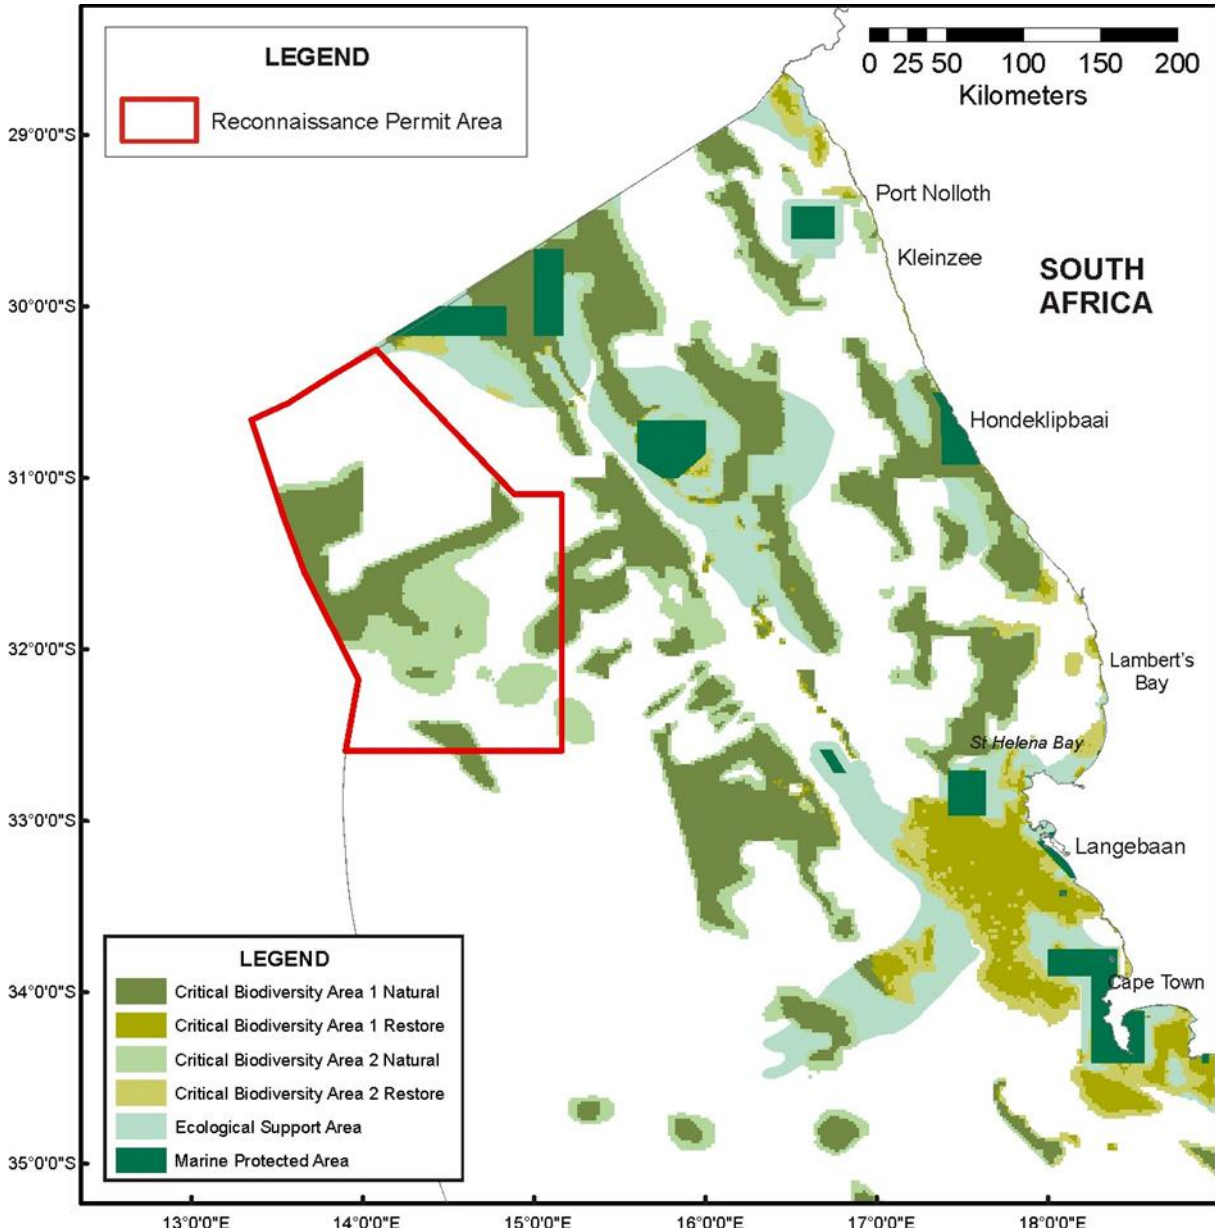 LEGEND
Reconnaissance Permit Area
0 25 50 100 150 200
Kilometers
29°0'0"S
30°0'0"S
31°0'0"S
32°0'0"S
33°0'0"S
34°0'0"S
35°0'0"S
Port Nolloth
Kleinzee
SOUTH
AFRICA
Hondeklipbaai
Lambert's
Bay
St Helena Bay
Langebaan
Cape Town
LEGEND
Critical Biodiversity Area 1 Natural
Critical Biodiversity Area 1 Restore
Critical Biodiversity Area 2 Natural
Critical Biodiversity Area 2 Restore
Ecological Support Area
Marine Protected Area
13°0'0"E 14°0'0"E 15°0'0"E 16°0'0"E 17°0'0"E 18°0'0"E